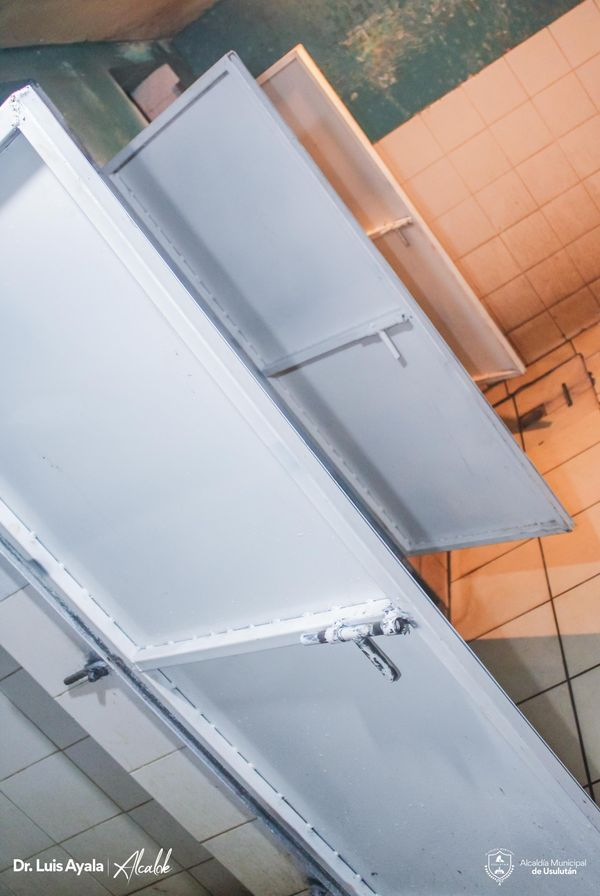 Dr. Luis Ayala | Alcalde
Alcaldía Municipal
de Usulután